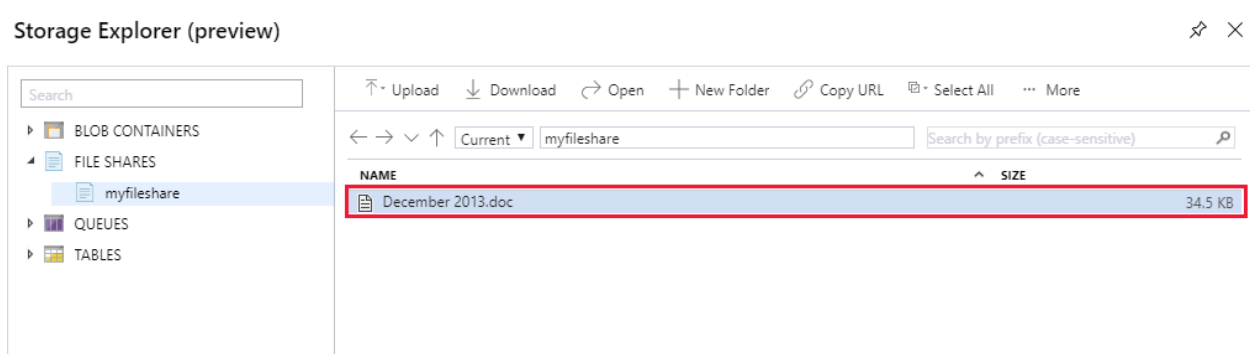 Storage Explorer (preview)
Search
BLOB CONTAINERS
FILE SHARES
myfileshare
QUEUES
TABLES
Upload Download Open New Folder Copy URL Select All ... More
Current myfileshare Search by prefix (case-sensitive)
NAME SIZE
December 2013.doc 34.5 KB